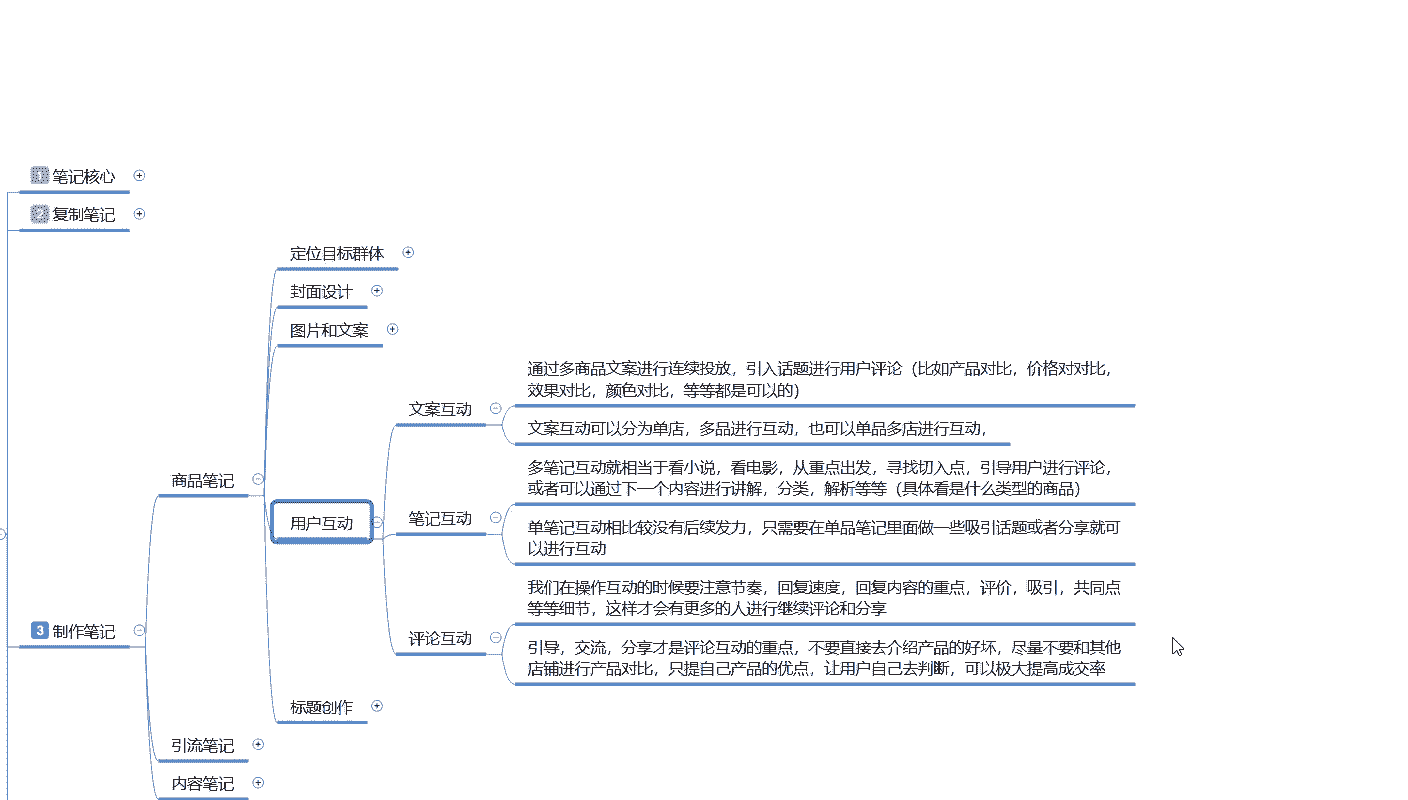 1 笔记核心
2 复制笔记
定位目标群体
封面设计
图片和文案
通过多商品文案进行连续投放，引入话题进行用户评论（比如产品对比，价格对对比，
效果对比，颜色对比，等等都是可以的）
文案互动
文案互动可以分为单店，多品进行互动，也可以单品多店进行互动，
多笔记互动就相当于看小说，看电影，从重点出发，寻找切入点，引导用户进行评论，
或者可以通过下一个内容进行讲解，分类，解析等等（具体看是什么类型的商品）
商品笔记
用户互动
笔记互动
单笔记互动相比较没有后续发力，只需要在单品笔记里面做一些吸引话题或者分享就可
以进行互动
我们在操作互动的时候要注意节奏，回复速度，回复内容的重点，评价，吸引，共同点
等等细节，这样才会有更多的人进行继续评论和分享
3 制作笔记
评论互动
引导，交流，分享才是评论互动的重点，不要直接去介绍产品的好坏，尽量不要和其他
店铺进行产品对比，只提自己产品的优点，让用户自己去判断，可以极大提高成交率
标题创作
引流笔记
内容笔记